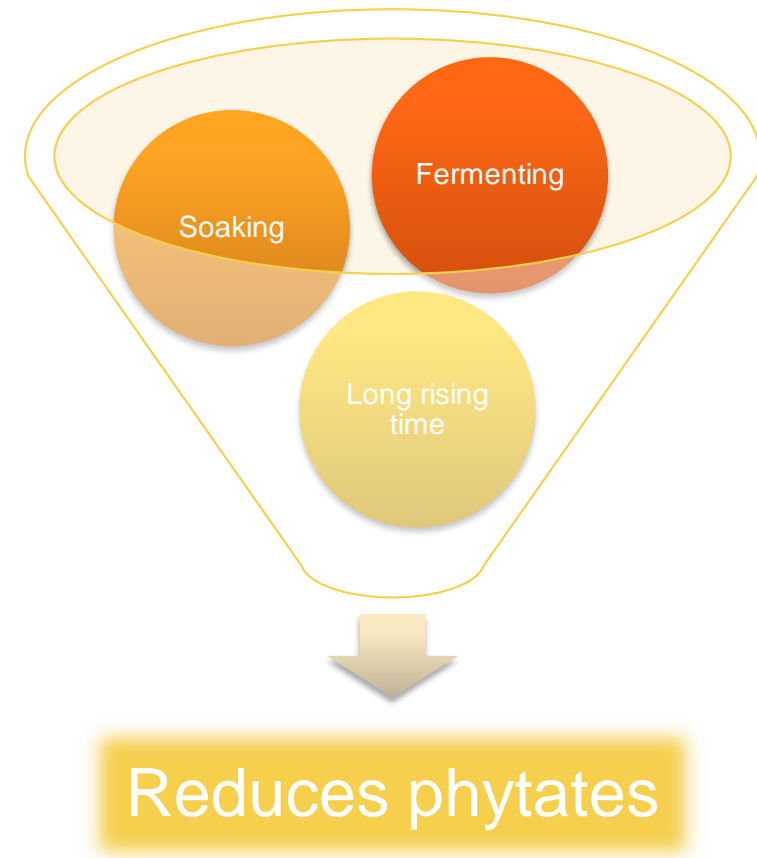 Fermenting
Soaking
Long rising
time
Reduces phytates